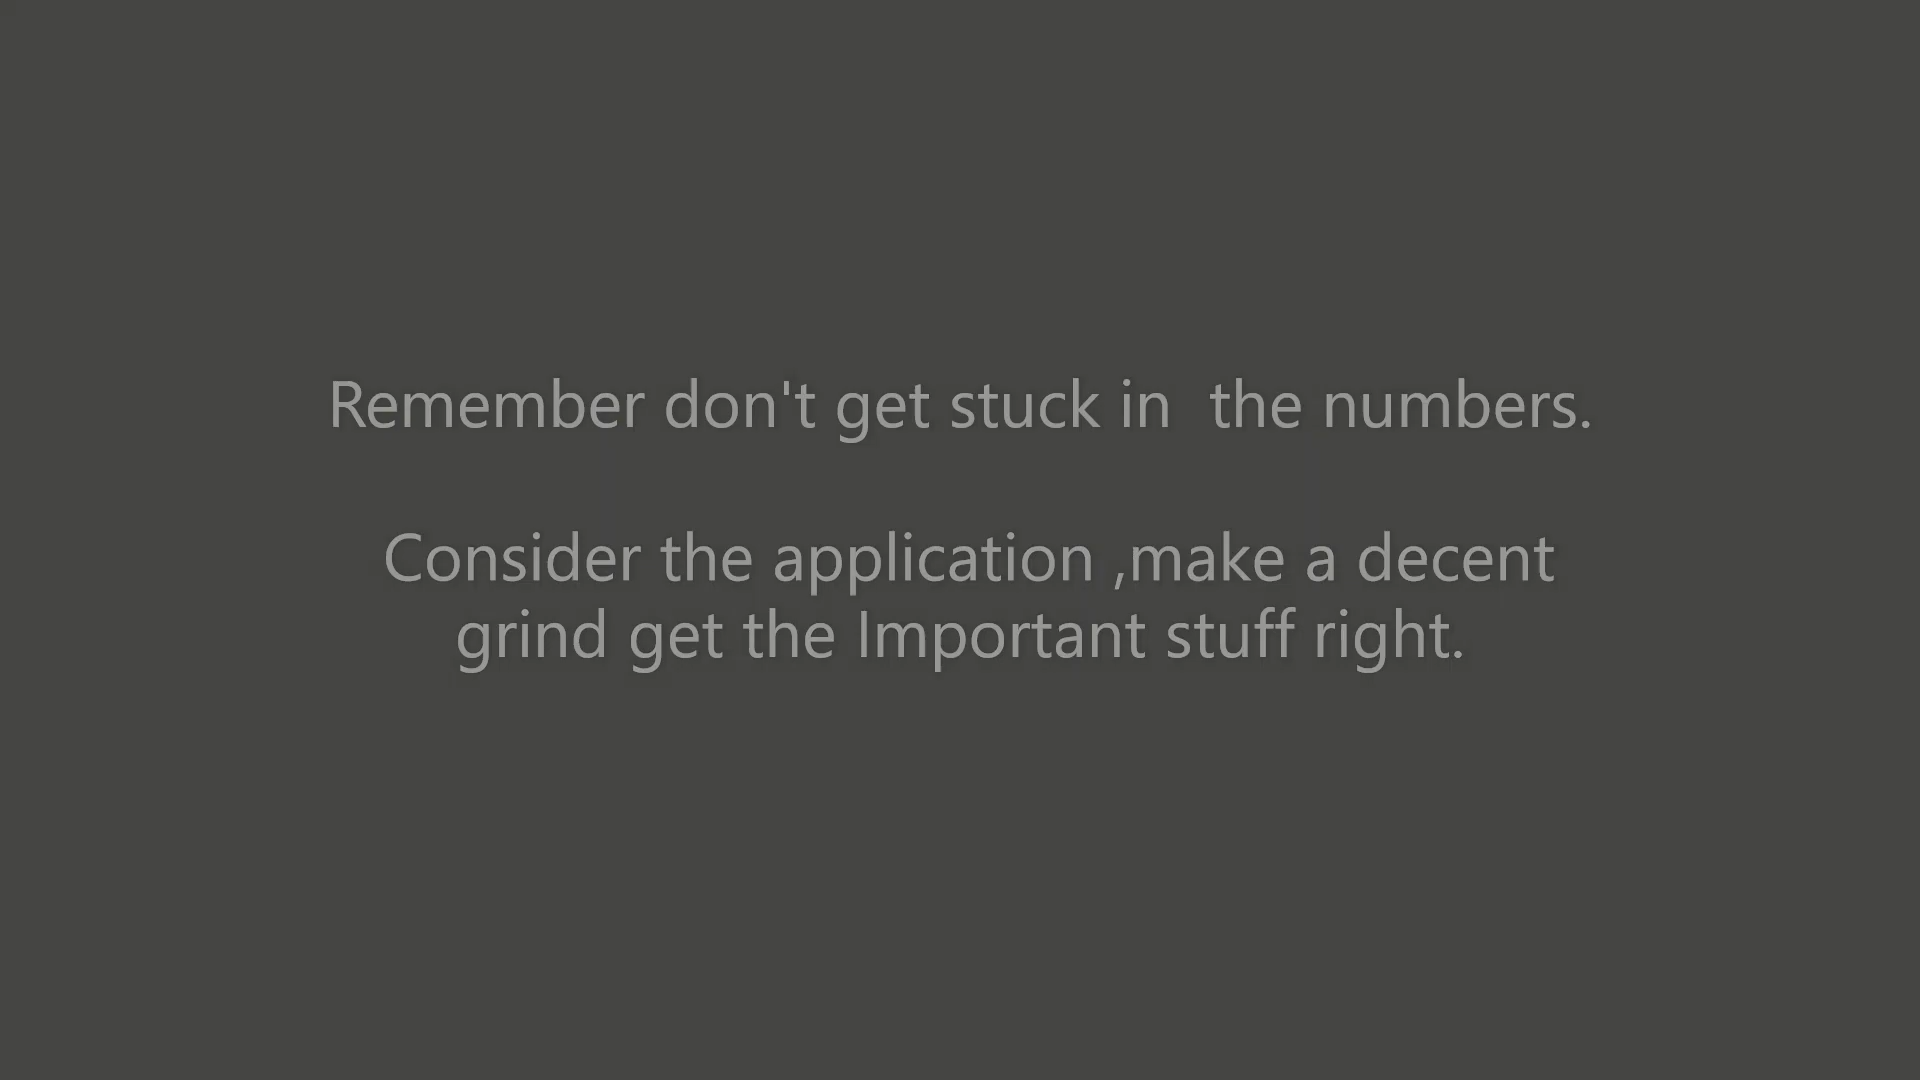 Remember don't get stuck in  the numbers.
Consider the application ,make a decent
grind get the Important stuff right.